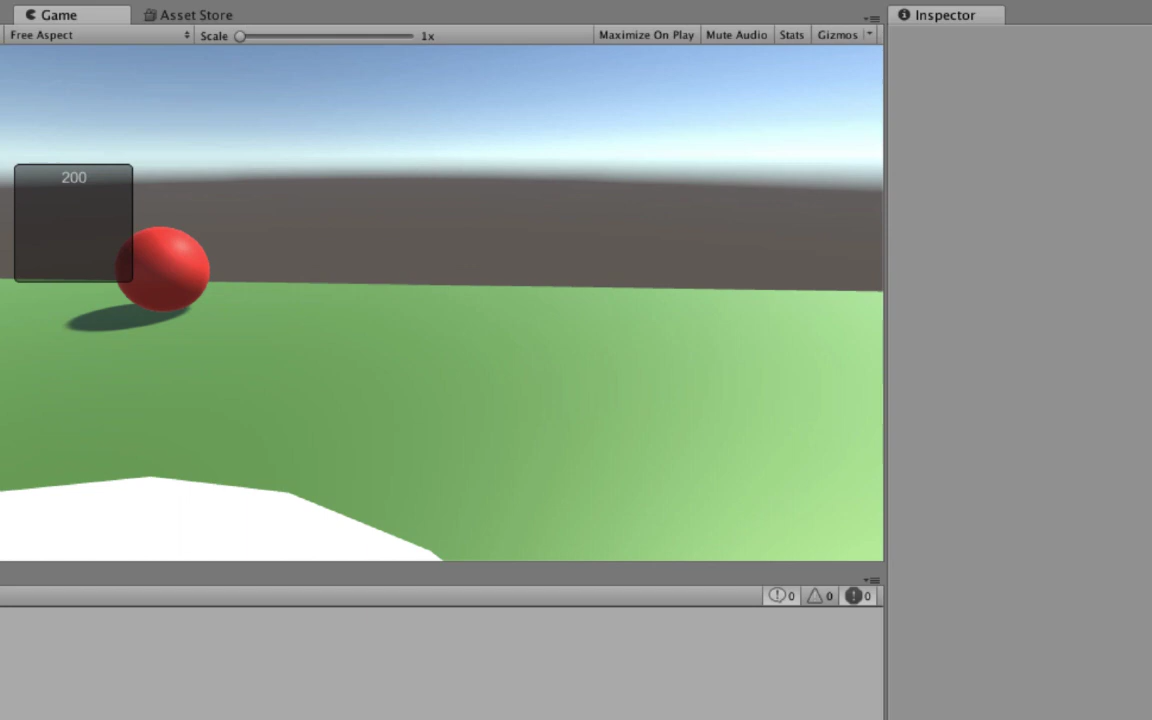 Game Asset Store Inspector
Free Aspect Scale 1x Maximize On Play Mute Audio Stats Gizmos
200
0 0 0